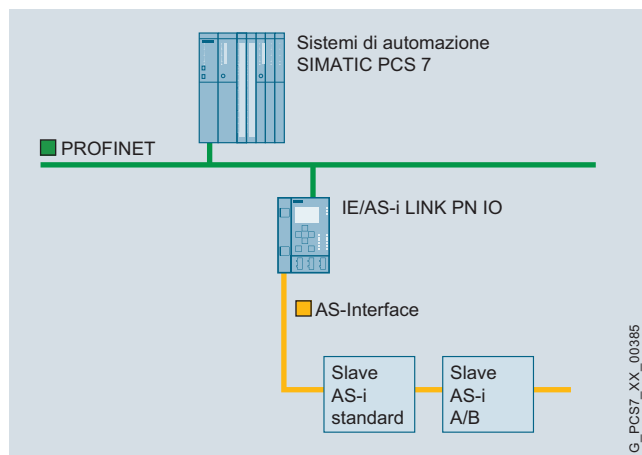 Sistemi di automazione
SIMATIC PCS 7
PROFINET
IE/AS-i LINK PN IO
AS-Interface
Slave
AS-i
standard
Slave
AS-i
A/B
G_PCS7_XX_00385